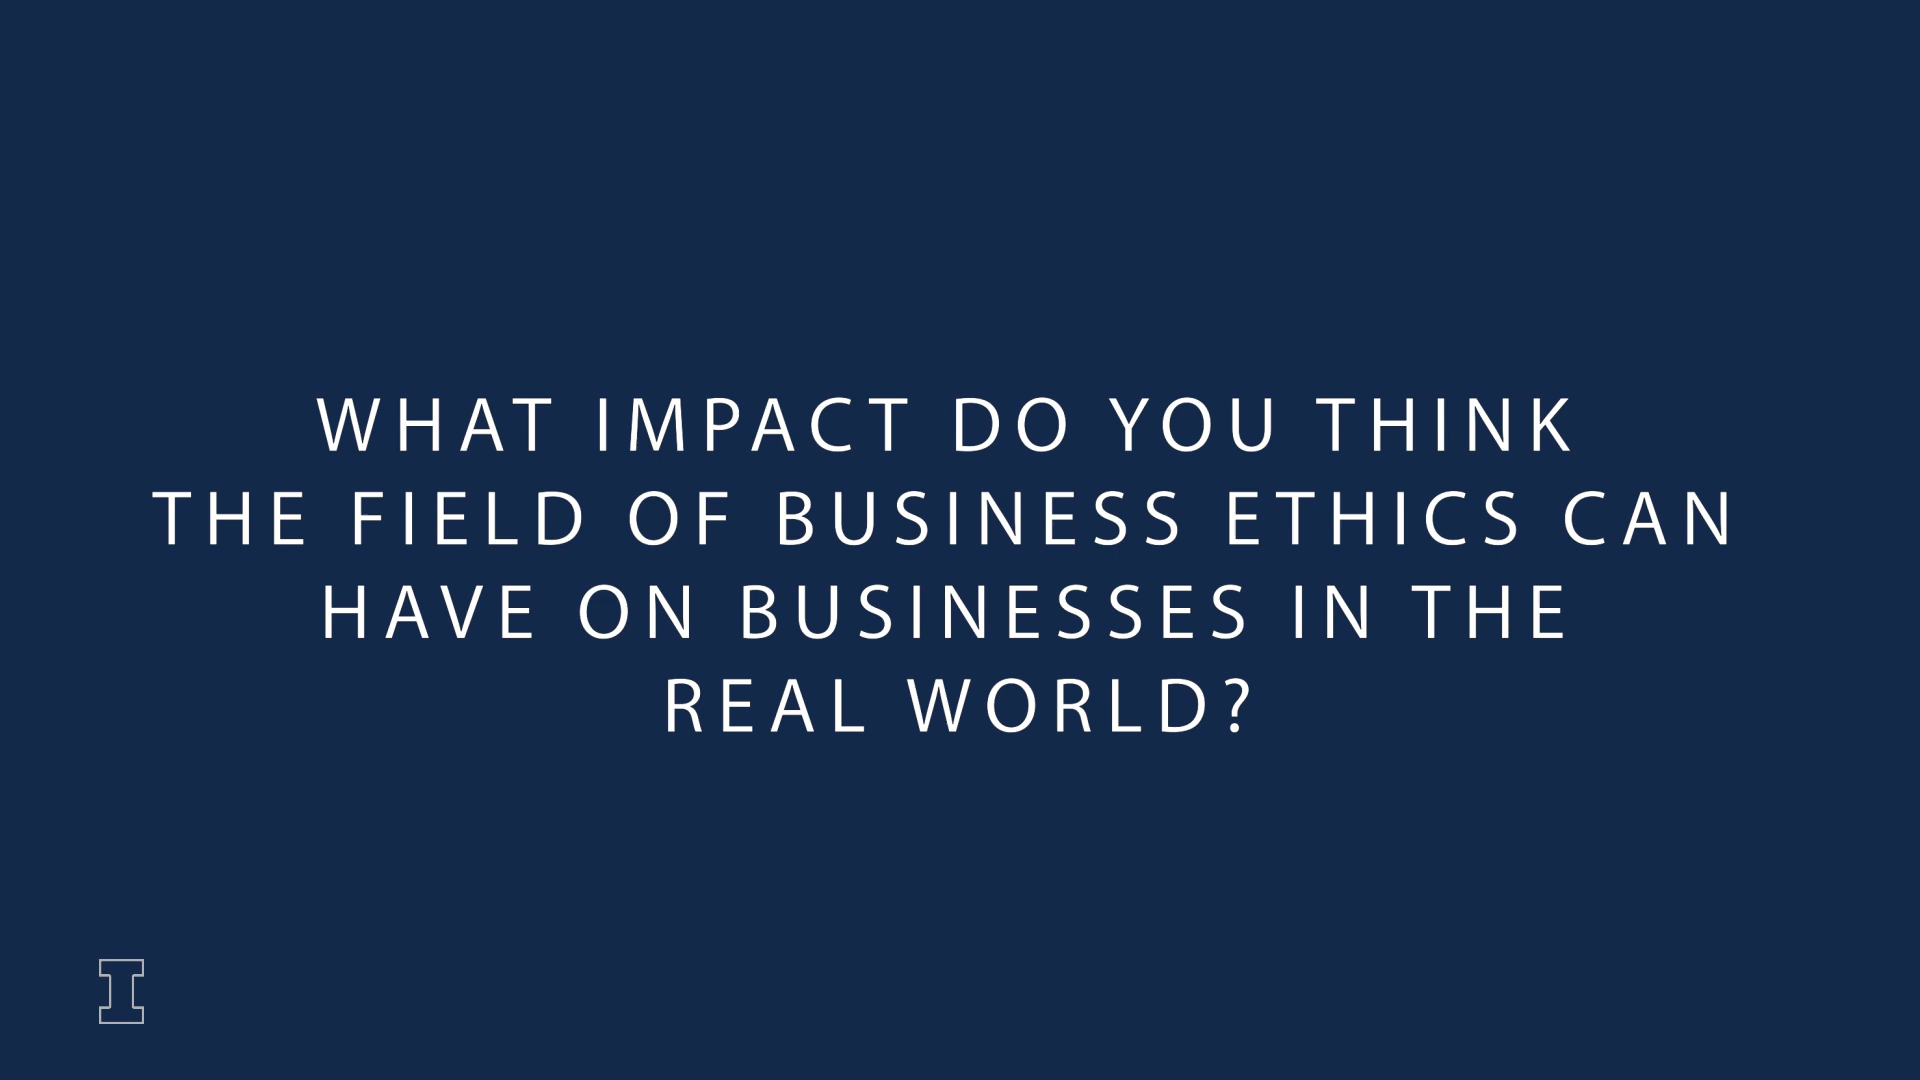 WHAT IMPACT DO YOU THINK
THE FIELD OF BUSINESS ETHICS CAN
HAVE ON BUSINESSES IN THE
REAL WORLD?
I